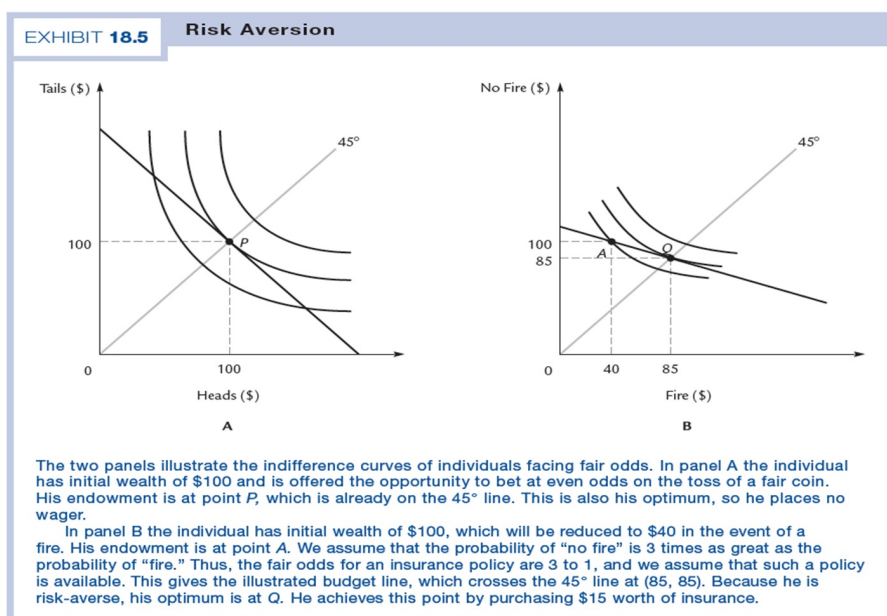 EXHIBIT 18.5
Risk Aversion
Tails ($)
45°
100
P
0
100
Heads ($)
A
No Fire ($)
45°
100
85
A
Q
0
40
85
Fire ($)
B
The two panels illustrate the indifference curves of individuals facing fair odds. In panel A the individual
has initial wealth of $100 and is offered the opportunity to bet at even odds on the toss of a fair coin.
His endowment is at point P, which is already on the 45° line. This is also his optimum, so he places no
wager.
In panel B the individual has initial wealth of $100, which will be reduced to $40 in the event of a
fire. His endowment is at point A. We assume that the probability of "no fire" is 3 times as great as the
probability of "fire." Thus, the fair odds for an insurance policy are 3 to 1, and we assume that such a policy
is available. This gives the illustrated budget line, which crosses the 45° line at (85, 85). Because he is
risk-averse, his optimum is at Q. He achieves this point by purchasing $15 worth of insurance.